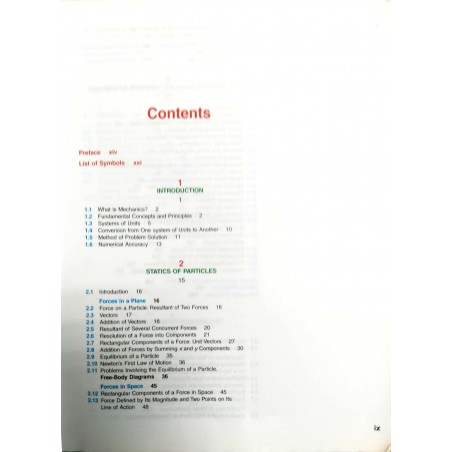 Contents
Preface xiv
List of Symbols xxi
1
INTRODUCTION
1
1.1 What is Mechanics? 2
1.2 Fundamental Concepts and Principles 2
1.3 Systems of Units 5
1.4 Conversion from One system of Units to Another 10
1.5 Method of Problem Solution 11
1.6 Numerical Accuracy 13
2
STATICS OF PARTICLES
15
2.1 Introduction 16
Forces in a Plane 16
2.2 Force on a Particle. Resultant of Two Forces 16
2.3 Vectors 17
2.4 Addition of Vectors 18
2.5 Resultant of Several Concurrent Forces 20
2.6 Resolution of a Force into Components 21
2.7 Rectangular Components of a Force. Unit Vectors 27
2.8 Addition of Forces by Summing x and y Components 30
2.9 Equilibrium of a Particle 35
2.10 Newton's First Law of Motion 36
2.11 Problems Involving the Equilibrium of a Particle.
Free-Body Diagrams 36
Forces in Space 45
2.12 Rectangular Components of a Force in Space 45
2.13 Force Defined by Its Magnitude and Two Points on Its
Line of Action 48
ix